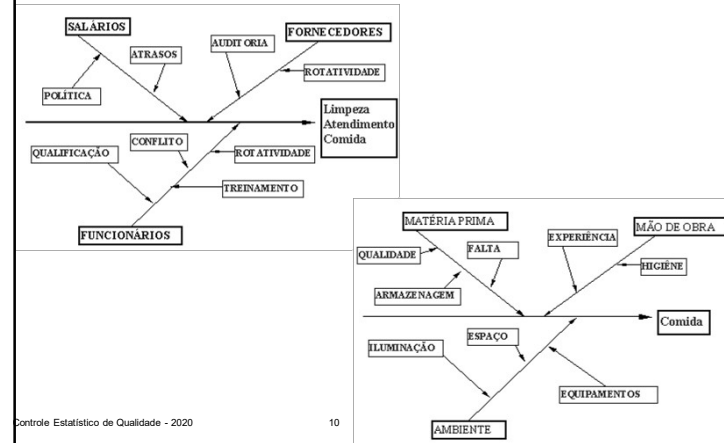 SALÁRIOS
FORNECEDORES
AUDITORIA
ATRASOS
ROTATIVIDADE
POLÍTICA
Limpeza
Atendimento
Comida
CONFLITO
QUALIFICAÇÃO
ROTATIVIDADE
TREINAMENTO
FUNCIONÁRIOS
MATÉRIA PRIMA
MÃO DE OBRA
EXPERIÊNCIA
FALTA
QUALIDADE
HIGIÊNE
ARMAZENAGEM
Comida
ESPAÇO
ILUMINAÇÃO
EQUIPAMENTOS
AMBIENTE
Controle Estatístico de Qualidade - 2020
10